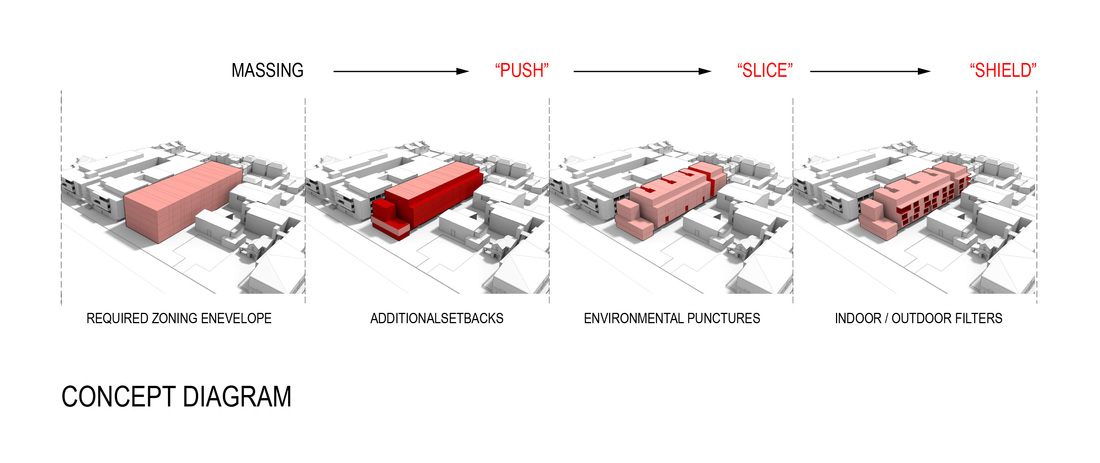 MASSING “PUSH” “SLICE” “SHIELD”
REQUIRED ZONING ENEVELOPE
ADDITIONALSETBACKS
ENVIRONMENTAL PUNCTURES
INDOOR / OUTDOOR FILTERS
CONCEPT DIAGRAM